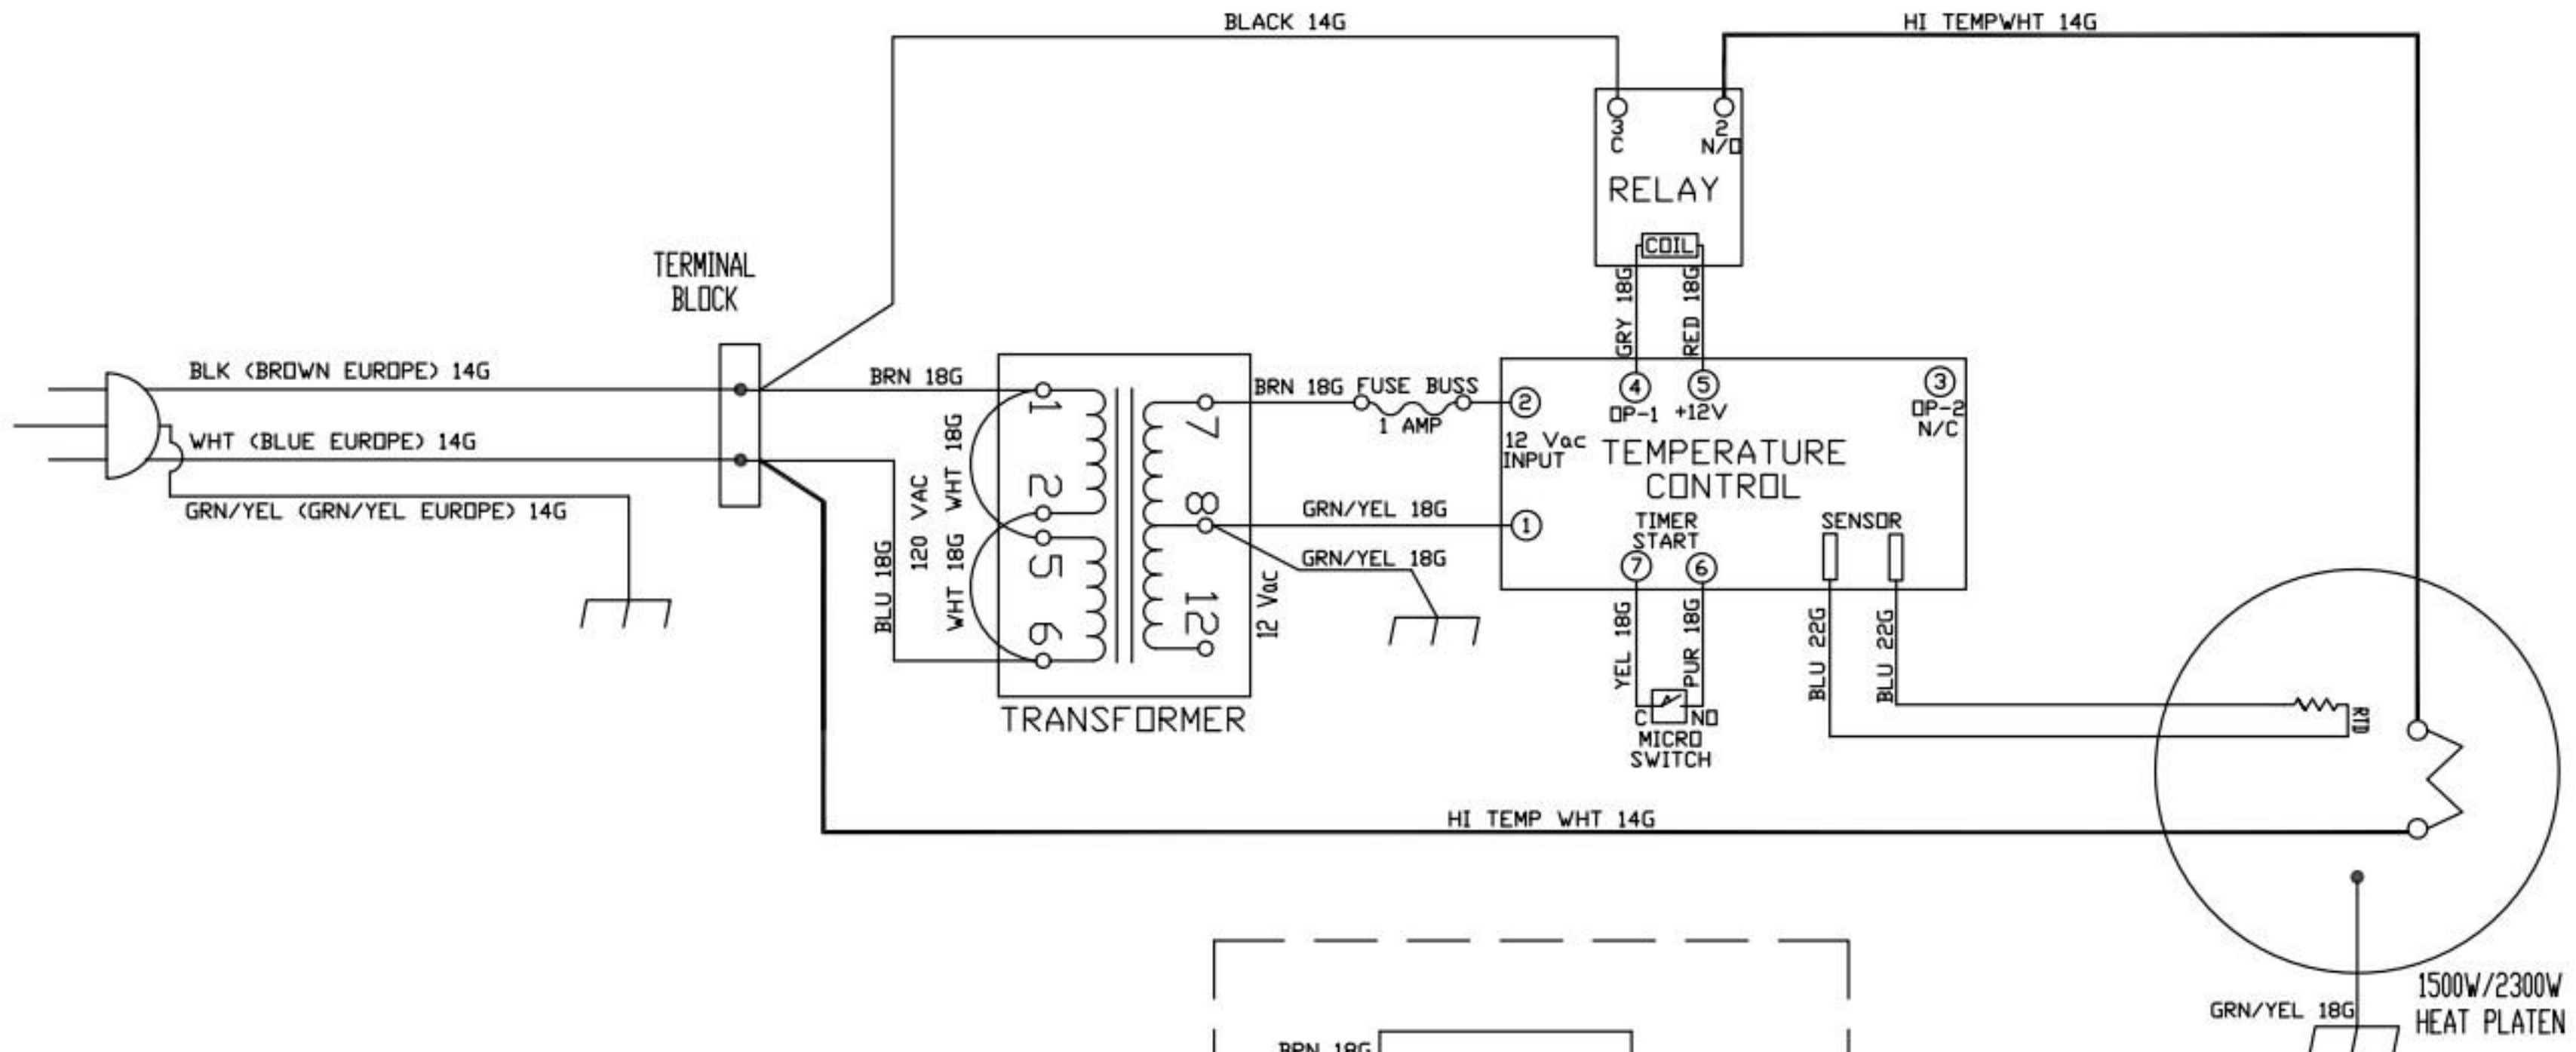 BLACK 14G
HI TEMPWHT 14G
3
C
2
N/O
RELAY
COIL
GRY 18G
RED 18G
TERMINAL
BLOCK
BLK (BROWN EUROPE) 14G
WHT (BLUE EUROPE) 14G
GRN/YEL (GRN/YEL EUROPE) 14G
BRN 18G
BLU 18G
120 VAC
WHT 18G
WHT 18G
1
2
5
6
7
8
12
12 Vac
TRANSFORMER
BRN 18G FUSE BUSS
1 AMP
GRN/YEL 18G
GRN/YEL 18G
2
12 Vac
INPUT
1
4
OP-1
5
+12V
3
OP-2
N/C
TEMPERATURE
CONTROL
TIMER
START
7
6
SENSOR
YEL 18G
PUR 18G
C
NO
MICRO
SWITCH
BLU 22G
BLU 22G
RTD
HI TEMP WHT 14G
1500W/2300W
HEAT PLATEN
GRN/YEL 18G
BRN 18G